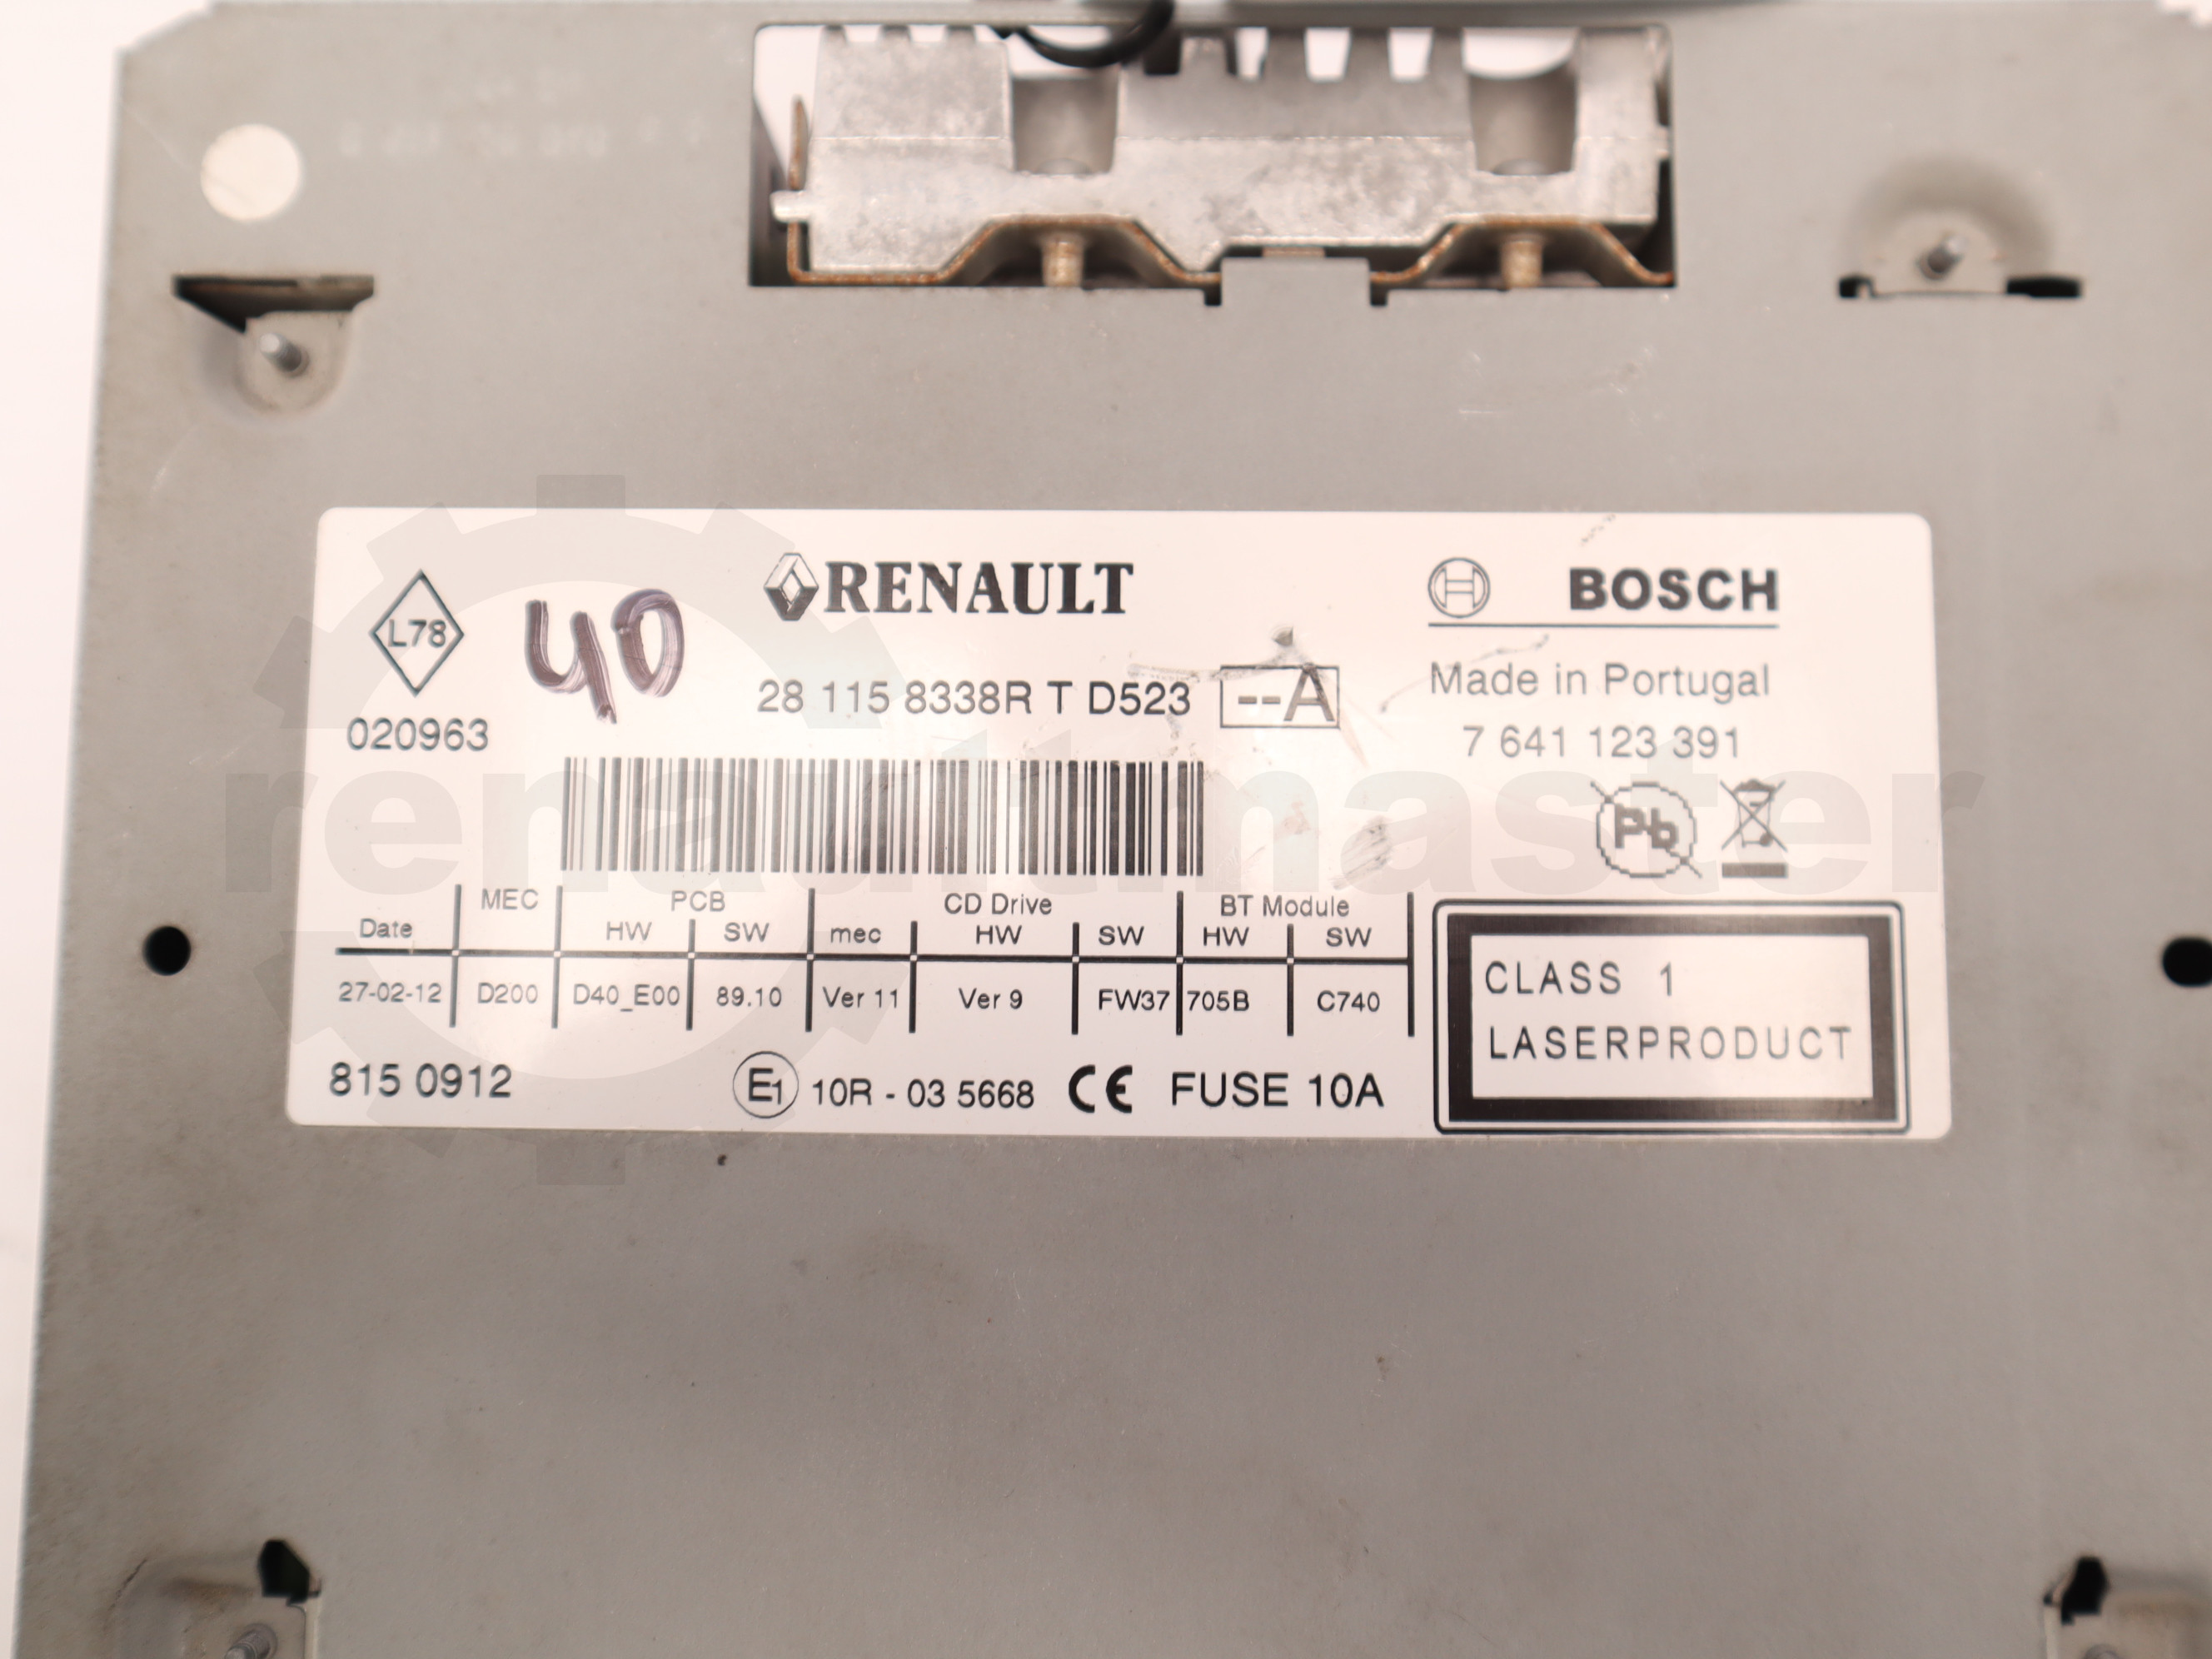 RENAULT
BOSCH
L78
40
28 115 8338R T D523 --A
Made in Portugal
020963
7 641 123 391
renaultmaster
Pb
MEC PCB CD Drive BT Module
Date HW SW mec HW SW HW SW
27-02-12 D200 D40_E00 89.10 Ver 11 Ver 9 FW37 705B C740
CLASS 1
LASERPRODUCT
815 0912 E1 10R - 03 5668 CE FUSE 10A